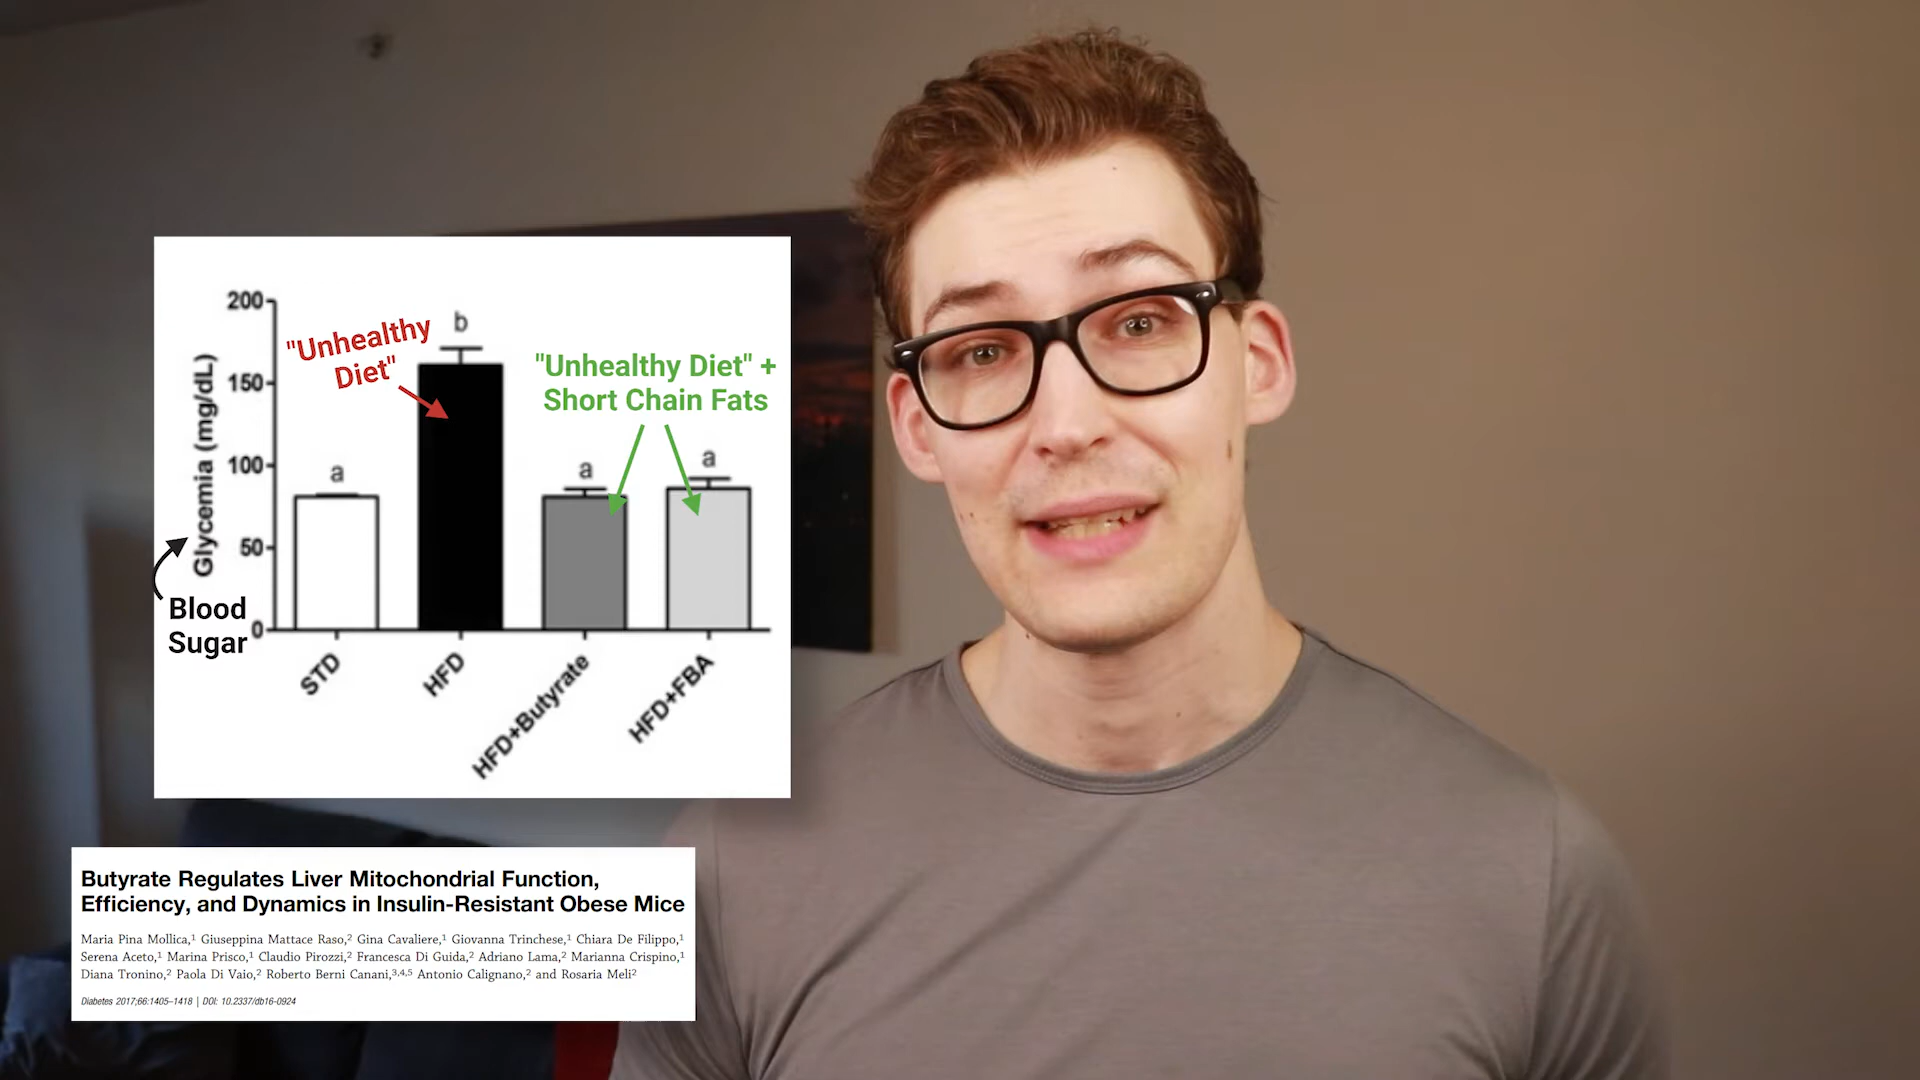 200
b
"Unhealthy
Diet"
"Unhealthy Diet" +
Short Chain Fats
150
Glycemia (mg/dL)
100
a
a
a
50
Blood
Sugar
0
STD
HFD
HFD+Butyrate
HFD+FBA
Butyrate Regulates Liver Mitochondrial Function,
Efficiency, and Dynamics in Insulin-Resistant Obese Mice
Maria Pina Mollica,¹ Giuseppina Mattace Raso,² Gina Cavaliere,¹ Giovanna Trinchese,¹ Chiara De Filippo,¹
Serena Aceto,¹ Marina Prisco,¹ Claudio Pirozzi,² Francesca Di Guida,² Adriano Lama,² Marianna Crispino,¹
Diana Tronino,² Paola Di Vaio,² Roberto Berni Canani,³,⁴,⁵ Antonio Calignano,² and Rosaria Meli²
Diabetes 2017;66:1405–1418 | DOI: 10.2337/db16-0924